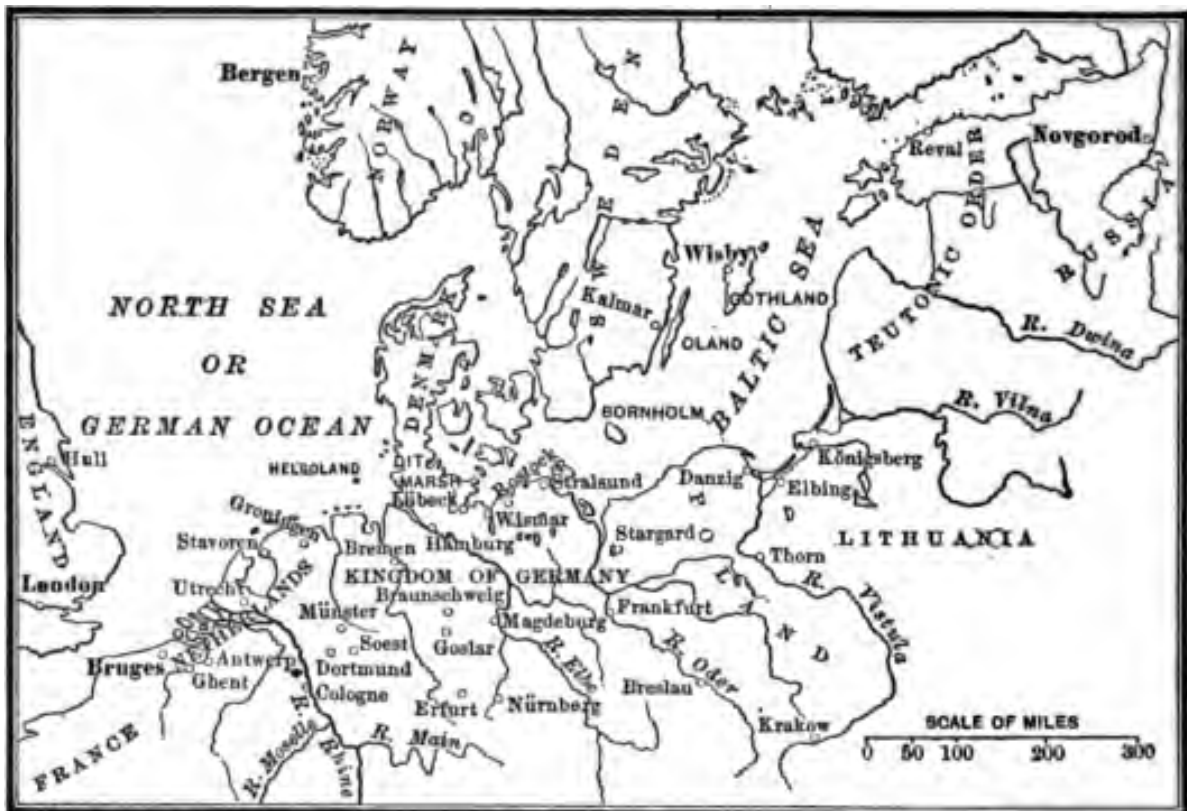 Bergen
NORWAY
SWEDEN
Reval
Novgorod
RUSSIA
TEUTONIC ORDER
Wisby
GOTHLAND
Kalmar
OLAND
BALTIC SEA
R. Dwina
NORTH SEA
OR
GERMAN OCEAN
DENM
BORNHOLM
R. Vilna
ENGLAND
Hull
HELGOLAND
DIT
MARSH
Lübeck
Stralsund
Wismar
Danzig
Königsberg
Elbing
Groningen
Stavoren
Bremen
Hamburg
Stargard
LITHUANIA
Thorn
London
Utrecht
NETHERLANDS
KINGDOM OF GERMANY
Braunschweig
Münster
Magdeburg
Frankfurt
POLAND
R. Vistula
Bruges
Antwerp
Ghent
Soest
Dortmund
Goslar
Cologne
R. Elbe
R. Oder
Breslau
Erfurt
Nürnberg
Krakow
FRANCE
R. Moselle
R. Rhine
R. Main
SCALE OF MILES
0 50 100 200 300